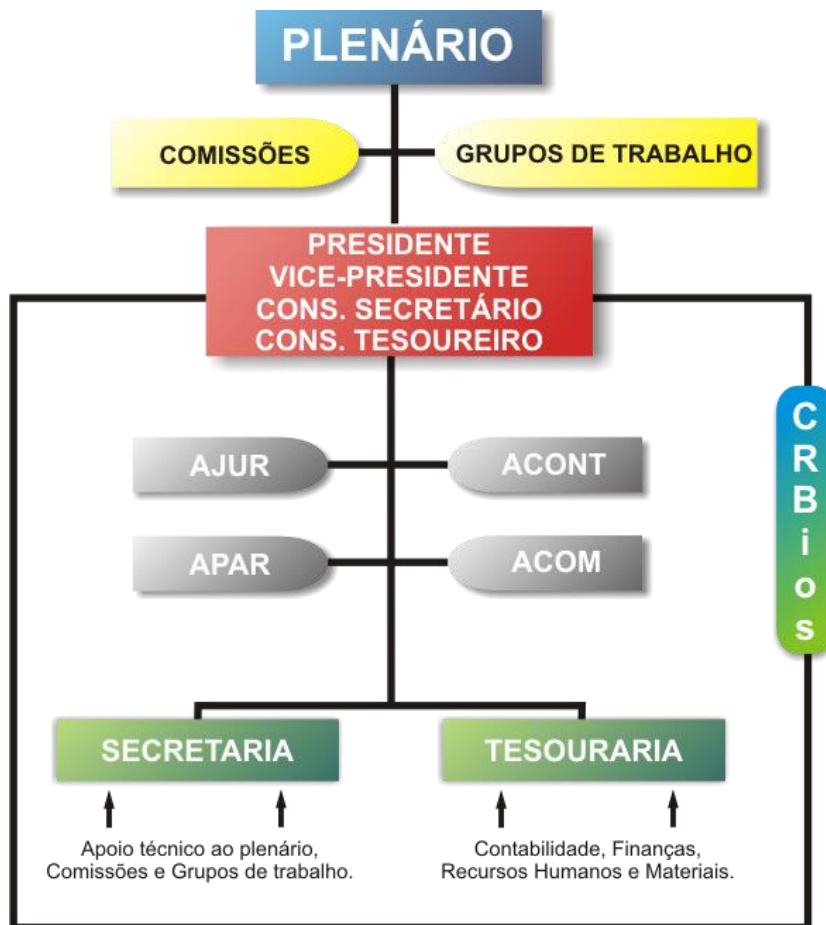 PLENÁRIO
COMISSÕES
GRUPOS DE TRABALHO
PRESIDENTE
VICE-PRESIDENTE
CONS. SECRETÁRIO
CONS. TESOUREIRO
CRBios
AJUR
ACONT
APAR
ACOM
SECRETARIA
TESOURARIA
Apoio técnico ao plenário,
Comissões e Grupos de trabalho.
Contabilidade, Finanças,
Recursos Humanos e Materiais.